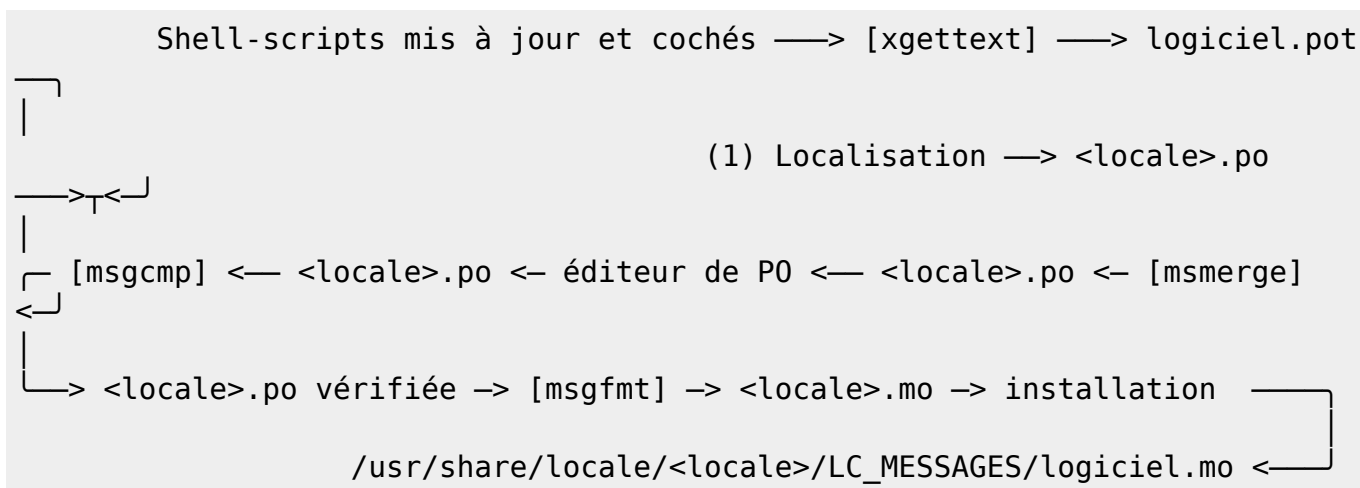 Shell-scripts mis à jour et cochés ───> [xgettext] ───> logiciel.pot
──╮
│
(1) Localisation ──> <locale>.po
───>┬<─╯
│
╭─ [msgcmp] <── <locale>.po <─ éditeur de PO <── <locale>.po <─ [msmerge]
<─╯
│
╰──> <locale>.po vérifiée ─> [msgfmt] ─> <locale>.mo ─> installation ────╮
│
/usr/share/locale/<locale>/LC_MESSAGES/logiciel.mo <───╯